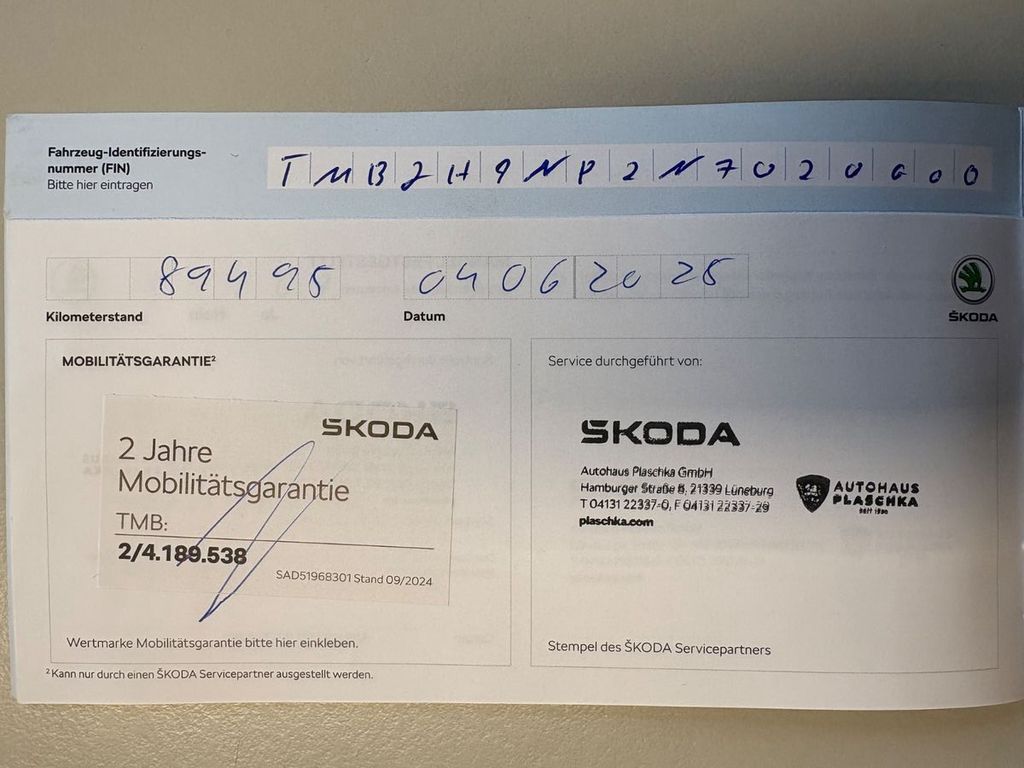 Fahrzeug-Identifizierungs-
nummer (FIN)
Bitte hier eintragen
TMBJH9NP2N7020600
89495
04062025
Kilometerstand
Datum
ŠKODA
MOBILITÄTSGARANTIE²
ŠKODA
2 Jahre
Mobilitätsgarantie
TMB:
2/4.189.538
SAD51968301 Stand 09/2024
Wertmarke Mobilitätsgarantie bitte hier einkleben.
Service durchgeführt von:
ŠKODA
Autohaus Plaschka GmbH
Hamburger Straße 8, 21339 Lüneburg
T 04131 22337-0, F 04131 22337-29
plaschka.com
AUTOHAUS
PLASCHKA
SEIT 1930
Stempel des ŠKODA Servicepartners
² Kann nur durch einen ŠKODA Servicepartner ausgestellt werden.